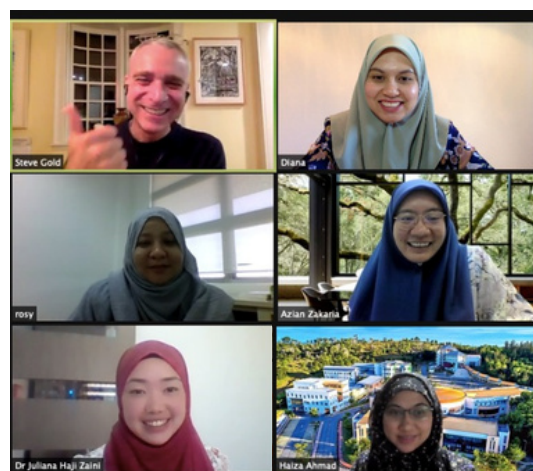 Steve Gold
Diana
rosy
Azian Zakaria
Dr Juliana Haji Zaini
Haiza Ahmad